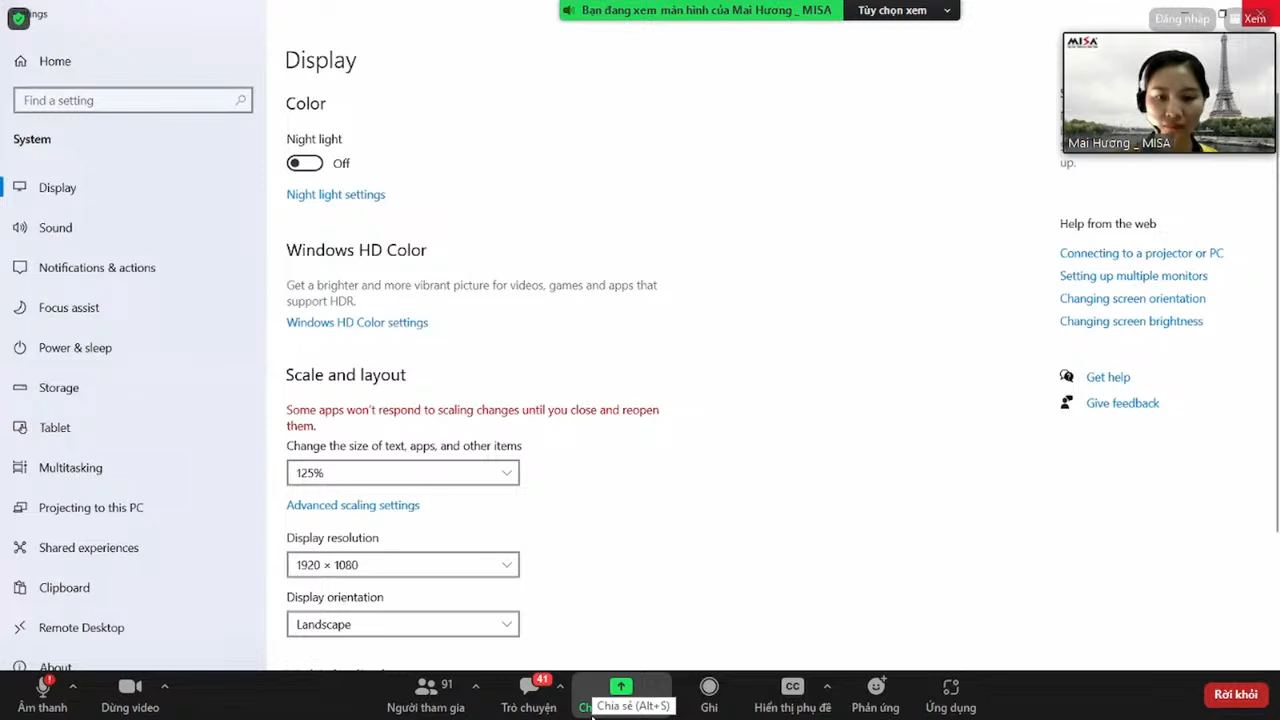 ngs
Bạn đang xem màn hình của Mai Hương _ MISA
Tùy chọn xem
Đăng nhập
Xem
Home
Find a setting
System
Display
Sound
Notifications & actions
Focus assist
Power & sleep
Storage
Tablet
Multitasking
Projecting to this PC
Shared experiences
Clipboard
Remote Desktop
About
Display
Color
Night light
Off
Night light settings
Windows HD Color
Get a brighter and more vibrant picture for videos, games and apps that
support HDR.
Windows HD Color settings
Scale and layout
Some apps won't respond to scaling changes until you close and reopen
them.
Change the size of text, apps, and other items
125%
Advanced scaling settings
Display resolution
1920 × 1080
Display orientation
Landscape
MISA
Mai Hương _ MISA
up.
Help from the web
Connecting to a projector or PC
Setting up multiple monitors
Changing screen orientation
Changing screen brightness
Get help
Give feedback
Âm thanh
Dừng video
91
Người tham gia
41
Trò chuyện
Ch
Chia sẻ (Alt+S)
Ghi
CC
Hiển thị phụ đề
Phản ứng
Ứng dụng
Rời khỏi